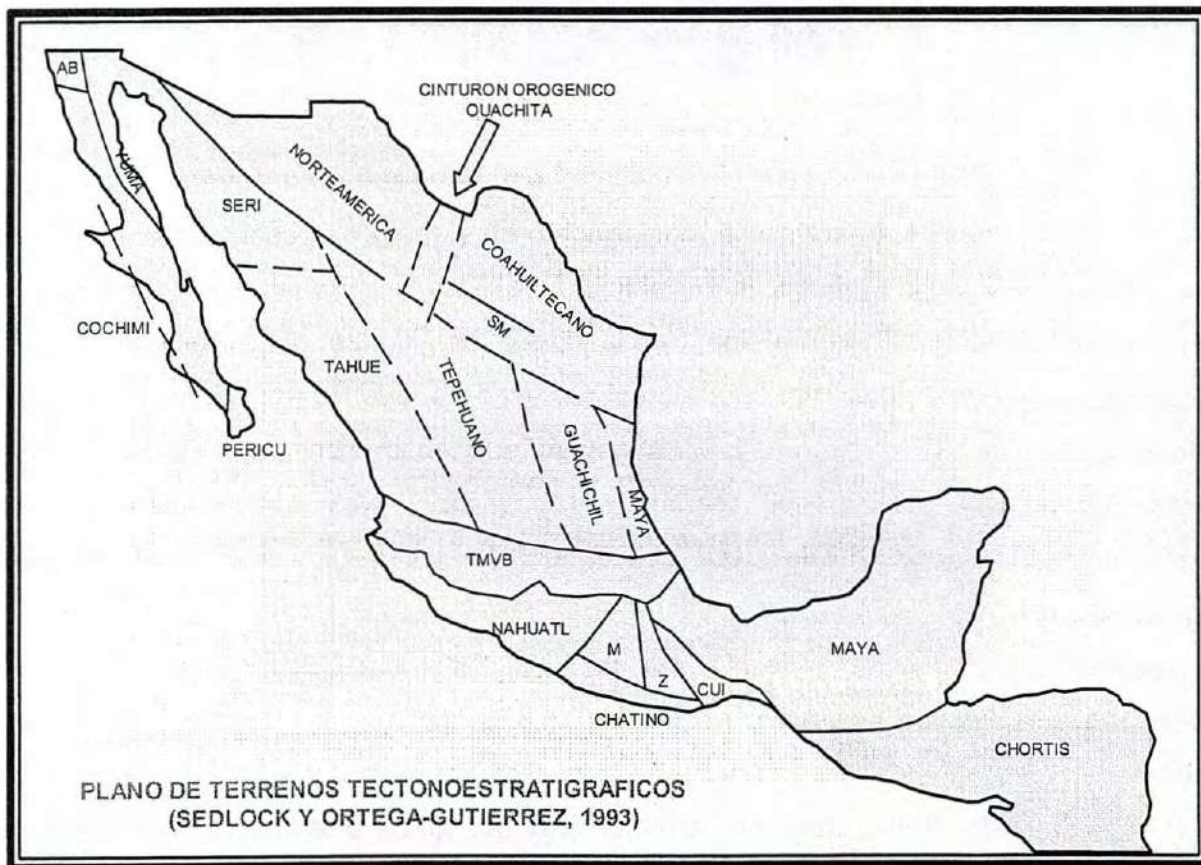 AB
CINTURON OROGENICO
OUACHITA
YUMA
NORTEAMERICA
SERI
COAHUILTECANO
COCHIMI
SM
TAHUE
TEPEHUANO
PERICU
GUACHICHIL
MAYA
TMVB
NAHUATL
M
MAYA
Z
CUI
CHATINO
CHORTIS
PLANO DE TERRENOS TECTONOESTRATIGRAFICOS
(SEDLOCK Y ORTEGA-GUTIERREZ, 1993)